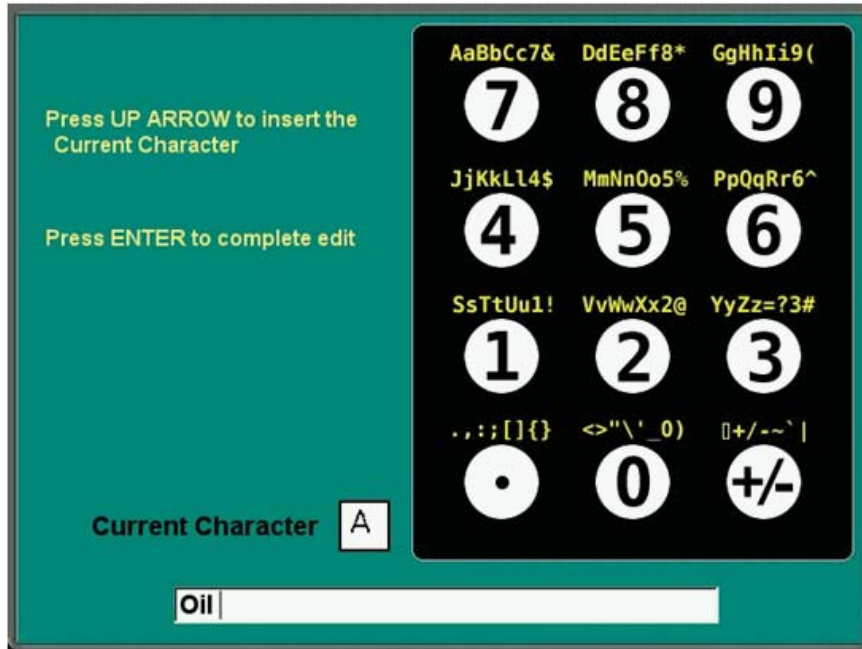 Press UP ARROW to insert the
Current Character
Press ENTER to complete edit
AaBbCc7& DdEeFf8* GgHhIi9(
7 8 9
JjKkLl4$ MmNnOo5% PpQqRr6^
4 5 6
SsTtUu1! VvWwXx2@ YyZz=?3#
1 2 3
.,:;[]{} <>"\'_0) ▯+/-~`|
• 0 +/-
Current Character A
Oil